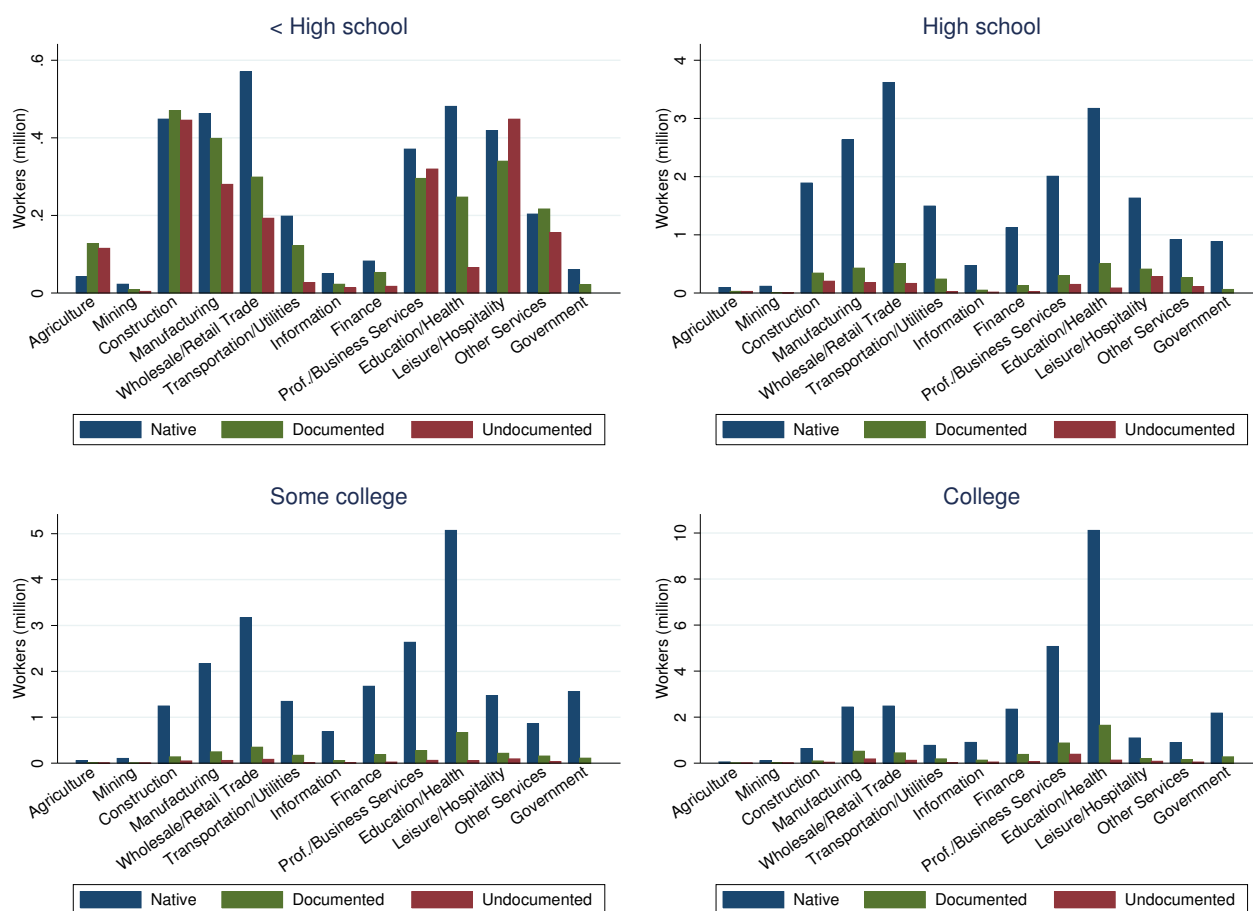 < High school
Workers (million)
0 .2 .4 .6
Agriculture
Mining
Construction
Manufacturing
Wholesale/Retail Trade
Transportation/Utilities
Information
Finance
Prof./Business Services
Education/Health
Leisure/Hospitality
Other Services
Government
Native Documented Undocumented
High school
Workers (million)
0 1 2 3 4
Agriculture
Mining
Construction
Manufacturing
Wholesale/Retail Trade
Transportation/Utilities
Information
Finance
Prof./Business Services
Education/Health
Leisure/Hospitality
Other Services
Government
Native Documented Undocumented
Some college
Workers (million)
0 1 2 3 4 5
Agriculture
Mining
Construction
Manufacturing
Wholesale/Retail Trade
Transportation/Utilities
Information
Finance
Prof./Business Services
Education/Health
Leisure/Hospitality
Other Services
Government
Native Documented Undocumented
College
Workers (million)
0 2 4 6 8 10
Agriculture
Mining
Construction
Manufacturing
Wholesale/Retail Trade
Transportation/Utilities
Information
Finance
Prof./Business Services
Education/Health
Leisure/Hospitality
Other Services
Government
Native Documented Undocumented